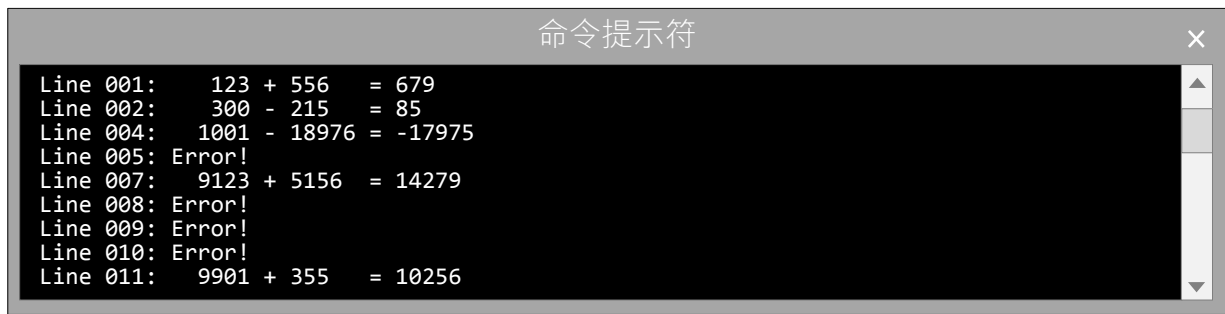 命令提示符
Line 001:    123 + 556   = 679
Line 002:    300 - 215   = 85
Line 004:   1001 - 18976 = -17975
Line 005: Error!
Line 007:   9123 + 5156  = 14279
Line 008: Error!
Line 009: Error!
Line 010: Error!
Line 011:   9901 + 355   = 10256